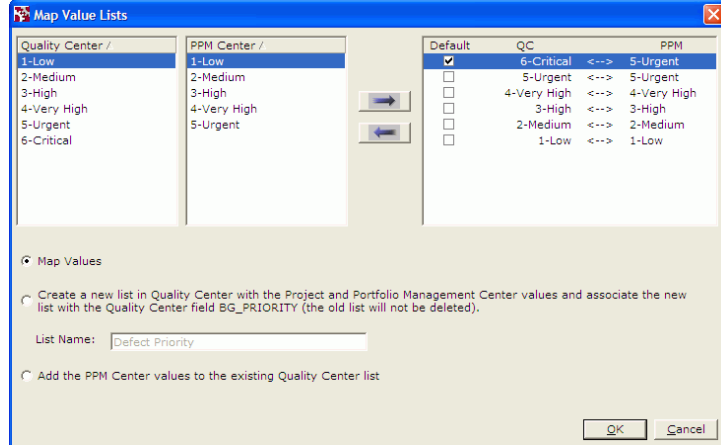 Map Value Lists
Quality Center / PPM Center / Default QC PPM
1-Low 1-Low 6-Critical <--> 5-Urgent
2-Medium 2-Medium 5-Urgent <--> 5-Urgent
3-High 3-High 4-Very High <--> 4-Very High
4-Very High 4-Very High 3-High <--> 3-High
5-Urgent 5-Urgent 2-Medium <--> 2-Medium
6-Critical 1-Low <--> 1-Low
Map Values
Create a new list in Quality Center with the Project and Portfolio Management Center values and associate the new
list with the Quality Center field BG_PRIORITY (the old list will not be deleted).
List Name: Defect Priority
Add the PPM Center values to the existing Quality Center list
OK Cancel